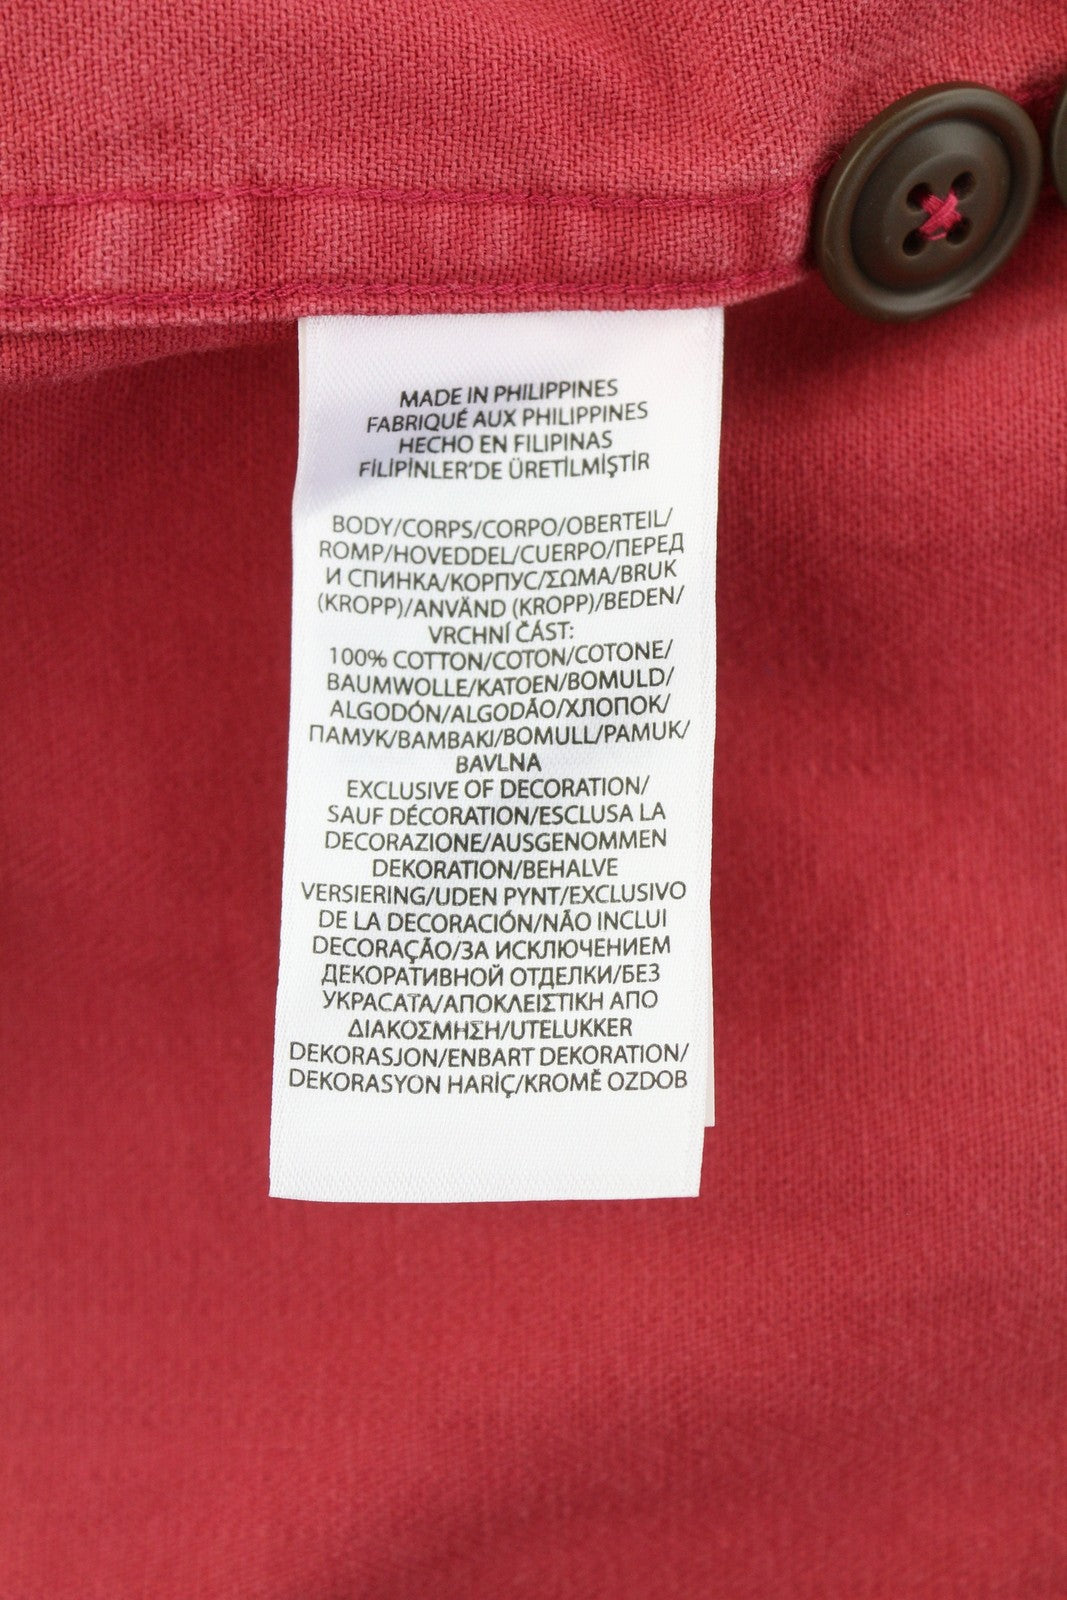 MADE IN PHILIPPINES
FABRIQUÉ AUX PHILIPPINES
HECHO EN FILIPINAS
FİLİPİNLER'DE ÜRETİLMİŞTİR
BODY/CORPS/CORPO/OBERTEIL/
ROMP/HOVEDDEL/CUERPO/ПЕРЕД
И СПИНКА/КОРПУС/ΣΩΜΑ/BRUK
(KROPP)/ANVÄND (KROPP)/BEDEN/
VRCHNÍ ČÁST:
100% COTTON/COTON/COTONE/
BAUMWOLLE/KATOEN/BOMULD/
ALGODÓN/ALGODÃO/ХЛОПОК/
ПАМУК/BAMBAKI/BOMULL/PAMUK/
BAVLNA
EXCLUSIVE OF DECORATION/
SAUF DÉCORATION/ESCLUSA LA
DECORAZIONE/AUSGENOMMEN
DEKORATION/BEHALVE
VERSIERING/UDEN PYNT/EXCLUSIVO
DE LA DECORACIÓN/NÃO INCLUI
DECORAÇÃO/ЗА ИСКЛЮЧЕНИЕМ
ДЕКОРАТИВНОЙ ОТДЕЛКИ/БЕЗ
УКРАСАТА/ΑΠΟΚΛΕΙΣΤΙΚΗ ΑΠΟ
ΔΙΑΚΟΣΜΗΣΗ/UTELUKKER
DEKORASJON/ENBART DEKORATION/
DEKORASYON HARİÇ/KROMĚ OZDOB